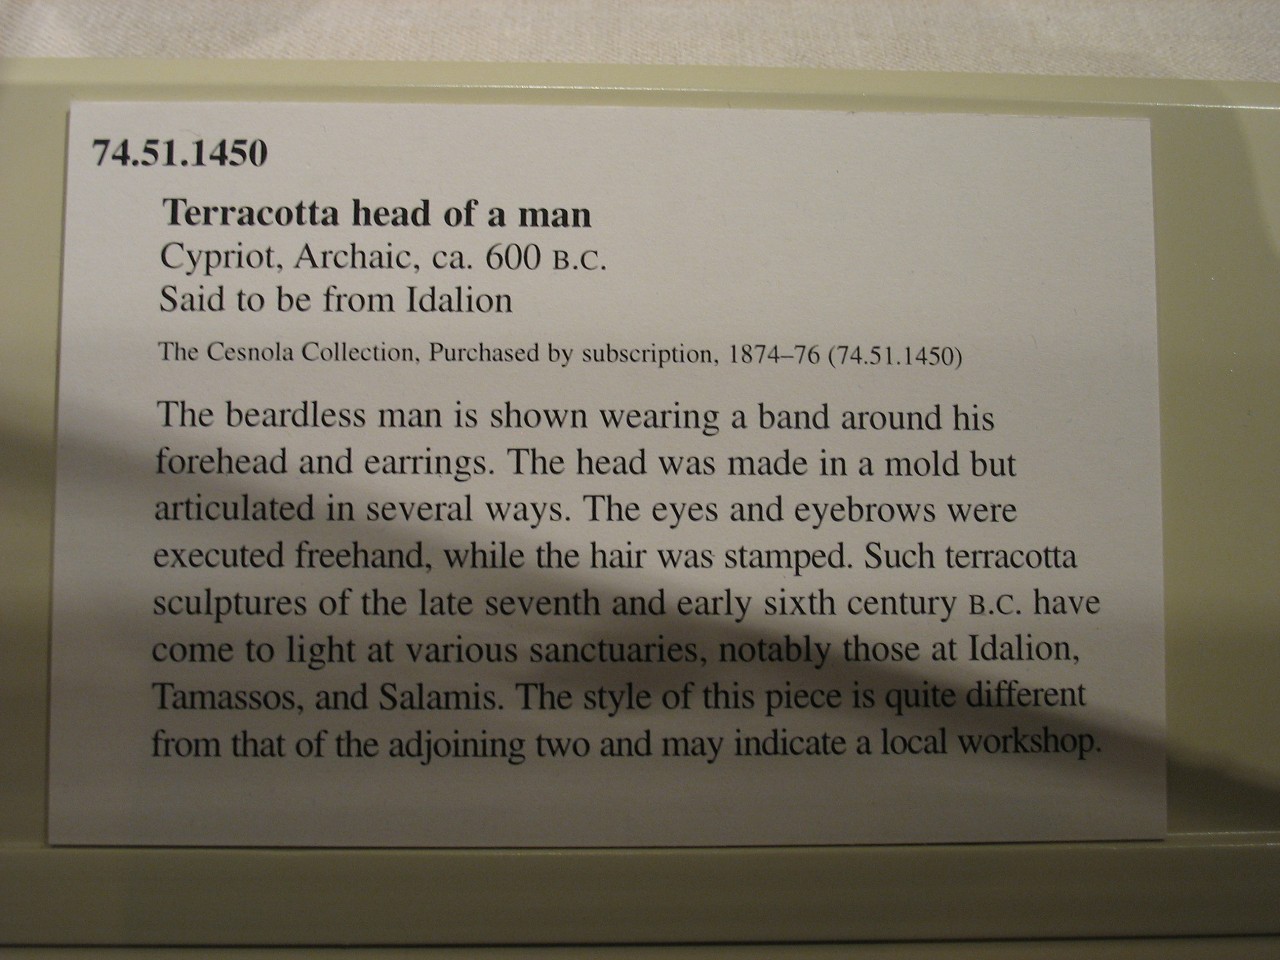 74.51.1450
Terracotta head of a man
Cypriot, Archaic, ca. 600 B.C.
Said to be from Idalion
The Cesnola Collection, Purchased by subscription, 1874–76 (74.51.1450)
The beardless man is shown wearing a band around his
forehead and earrings. The head was made in a mold but
articulated in several ways. The eyes and eyebrows were
executed freehand, while the hair was stamped. Such terracotta
sculptures of the late seventh and early sixth century B.C. have
come to light at various sanctuaries, notably those at Idalion,
Tamassos, and Salamis. The style of this piece is quite different
from that of the adjoining two and may indicate a local workshop.